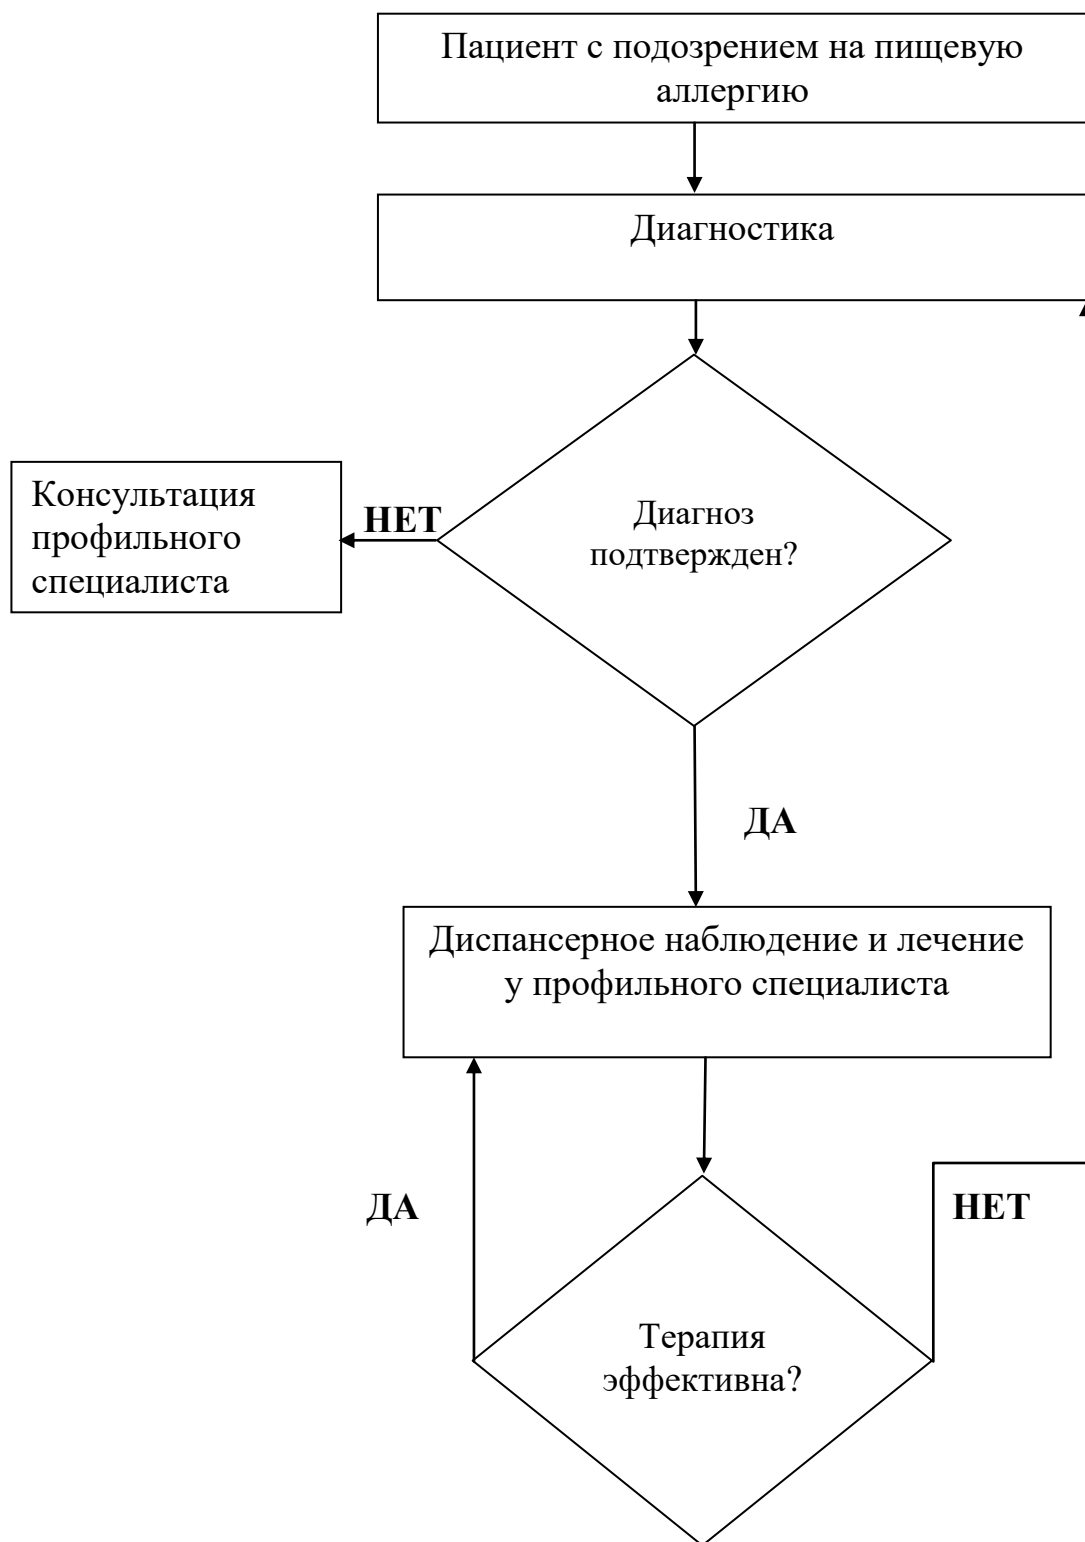 Пациент с подозрением на пищевую
аллергию
Диагностика
Консультация
профильного
специалиста
НЕТ
Диагноз
подтвержден?
ДА
Диспансерное наблюдение и лечение
у профильного специалиста
ДА
НЕТ
Терапия
эффективна?